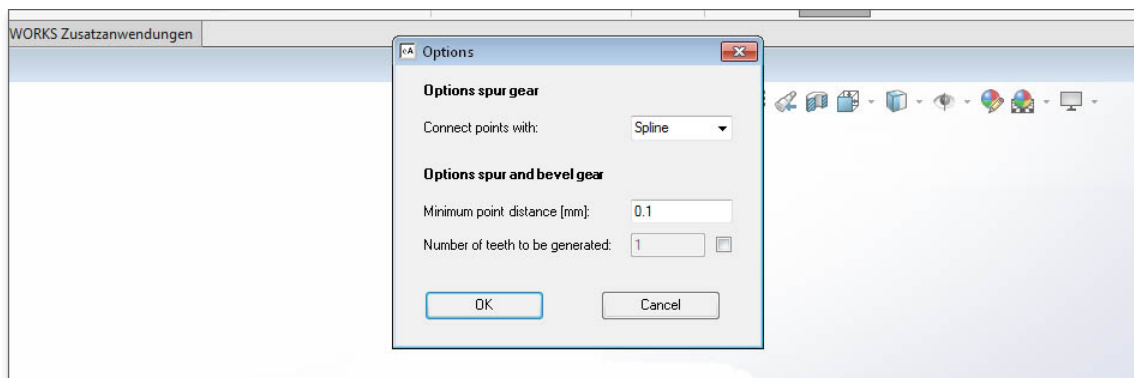 WORKS Zusatzanwendungen
eA Options
Options spur gear
Connect points with: Spline
Options spur and bevel gear
Minimum point distance [mm]: 0.1
Number of teeth to be generated: 1
OK Cancel